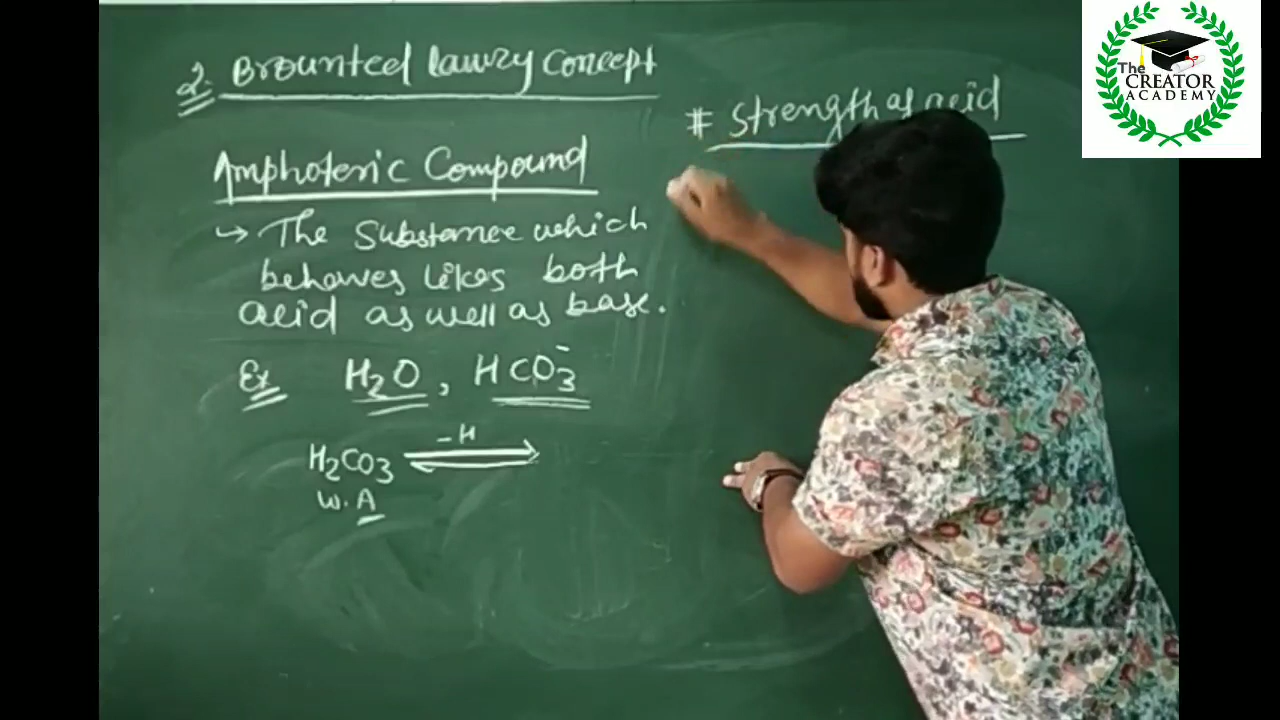 2. Brounted lawry Concept
Amphoteric Compound
↪ The Substance which
behaves likes both
acid as well as base.
Ex H₂O, HCO₃⁻
H₂CO₃ ⇌ -H
W.A
# Strength of acid
The
CREATOR
ACADEMY